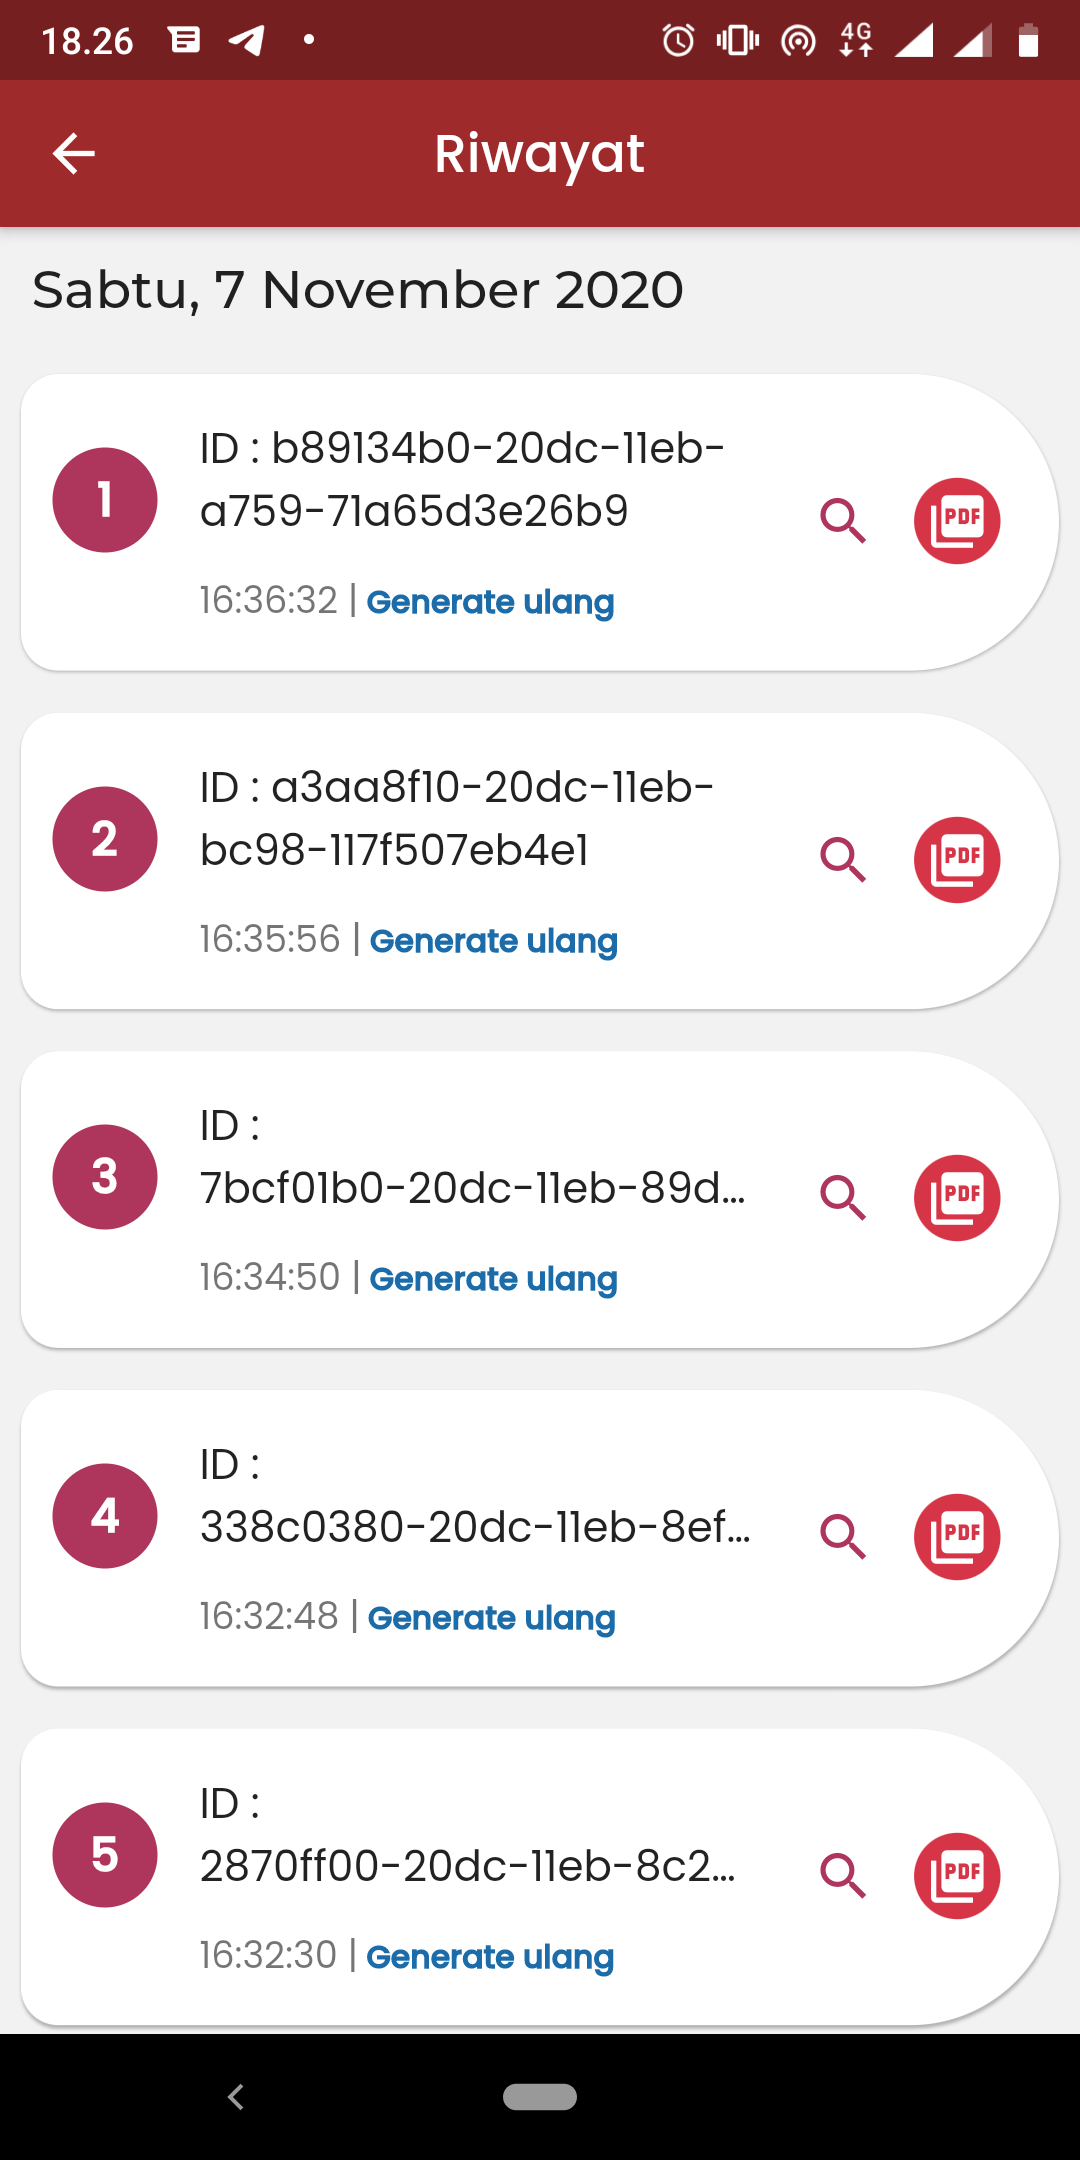 18.26
4G
Riwayat
Sabtu, 7 November 2020
1
ID : b89134b0-20dc-11eb-
a759-71a65d3e26b9
PDF
16:36:32 | Generate ulang
2
ID : a3aa8f10-20dc-11eb-
bc98-117f507eb4e1
PDF
16:35:56 | Generate ulang
3
ID :
7bcf01b0-20dc-11eb-89d...
PDF
16:34:50 | Generate ulang
4
ID :
338c0380-20dc-11eb-8ef...
PDF
16:32:48 | Generate ulang
5
ID :
2870ff00-20dc-11eb-8c2...
PDF
16:32:30 | Generate ulang